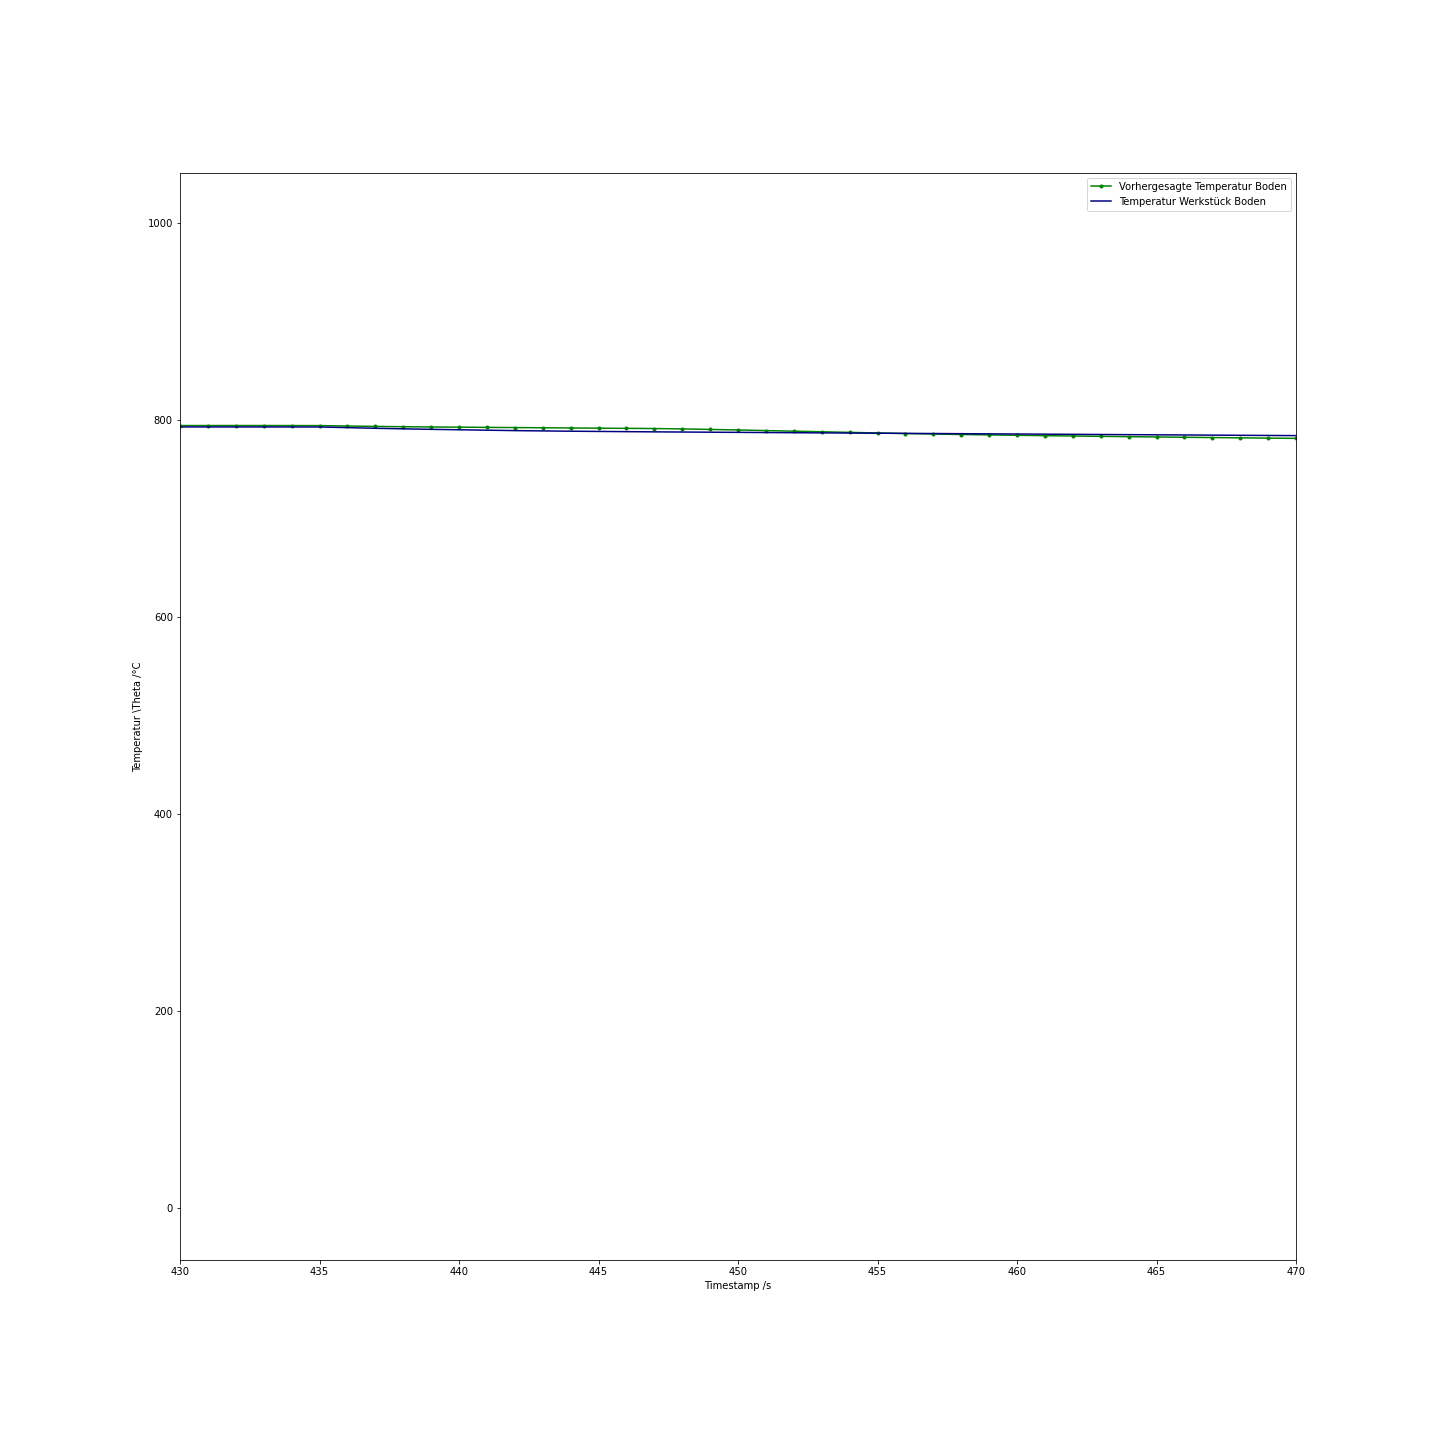 Vorhergesagte Temperatur Boden
Temperatur Werkstück Boden
1000
800
600
400
200
0
Temperatur \Theta /°C
430 435 440 445 450 455 460 465 470
Timestamp /s